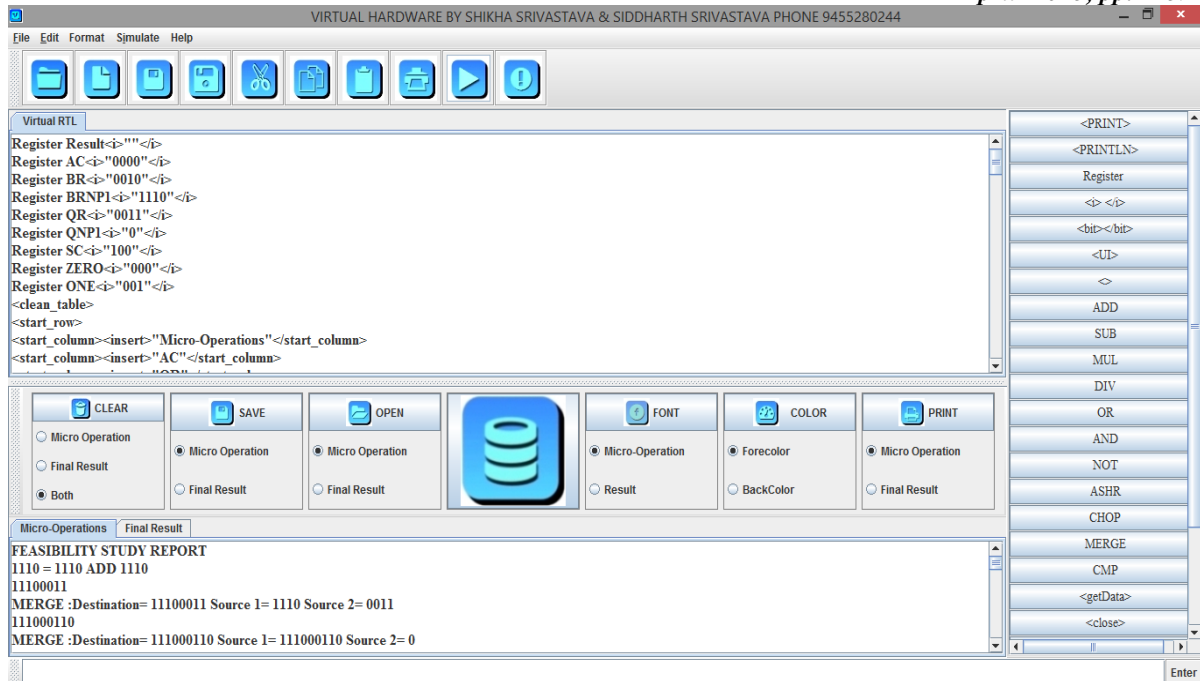 VIRTUAL HARDWARE BY SHIKHA SRIVASTAVA & SIDDHARTH SRIVASTAVA PHONE 9455280244
File Edit Format Simulate Help
Virtual RTL
Register Result<i>""</i>
Register AC<i>"0000"</i>
Register BR<i>"0010"</i>
Register BRNP1<i>"1110"</i>
Register QR<i>"0011"</i>
Register QNP1<i>"0"</i>
Register SC<i>"100"</i>
Register ZERO<i>"000"</i>
Register ONE<i>"001"</i>
<clean_table>
<start_row>
<start_column><insert>"Micro-Operations"</start_column>
<start_column><insert>"AC"</start_column>
<PRINT>
<PRINTLN>
Register
<i> </i>
<bit></bit>
<UI>
<>
ADD
SUB
MUL
DIV
OR
AND
NOT
ASHR
CHOP
MERGE
CMP
<getData>
<close>
CLEAR
Micro Operation
Final Result
Both
SAVE
Micro Operation
Final Result
OPEN
Micro Operation
Final Result
FONT
Micro-Operation
Result
COLOR
Forecolor
BackColor
PRINT
Micro Operation
Final Result
Micro-Operations Final Result
FEASIBILITY STUDY REPORT
1110 = 1110 ADD 1110
11100011
MERGE :Destination= 11100011 Source 1= 1110 Source 2= 0011
111000110
MERGE :Destination= 111000110 Source 1= 111000110 Source 2= 0
Enter